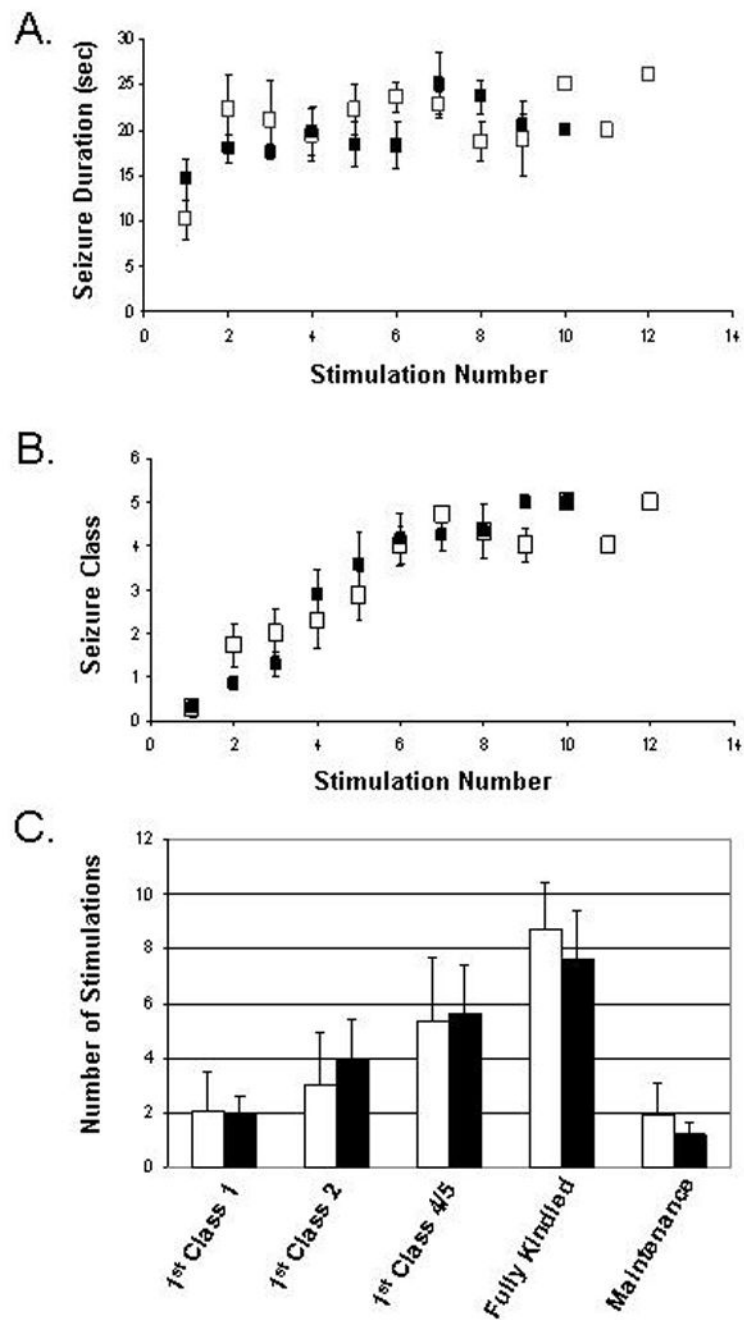 A.
Seizure Duration (sec)
30
25
20
15
10
5
0
0 2 4 6 8 10 12 14
Stimulation Number
B.
Seizure Class
6
5
4
3
2
1
0
0 2 4 6 8 10 12 14
Stimulation Number
C.
Number of Stimulations
12
10
8
6
4
2
0
1st Class 1
1st Class 2
1st Class 4/5
Fully Kindled
Maintenance